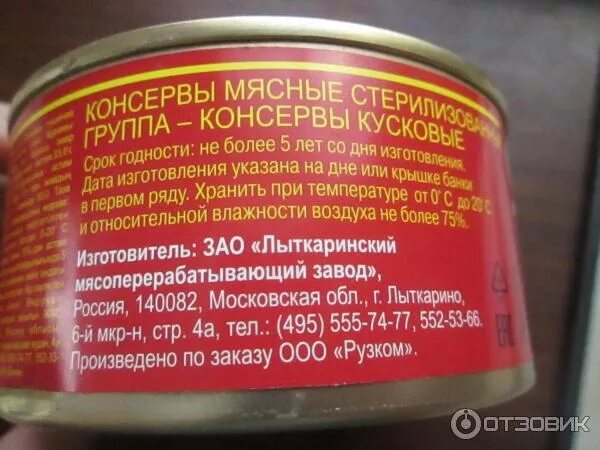 КОНСЕРВЫ МЯСНЫЕ СТЕРИЛИЗОВАН
ГРУППА – КОНСЕРВЫ КУСКОВЫЕ
Срок годности: не более 5 лет со дня изготовления.
Дата изготовления указана на дне или крышке банки
в первом ряду. Хранить при температуре от 0°С до 20°С
и относительной влажности воздуха не более 75%.
Изготовитель: ЗАО «Лыткаринский
мясоперерабатывающий завод»,
Россия, 140082, Московская обл., г. Лыткарино,
6-й мкр-н, стр. 4а, тел.: (495) 555-74-77, 552-53-66.
Произведено по заказу ООО «Рузком».
EAC
ОТЗОВИК